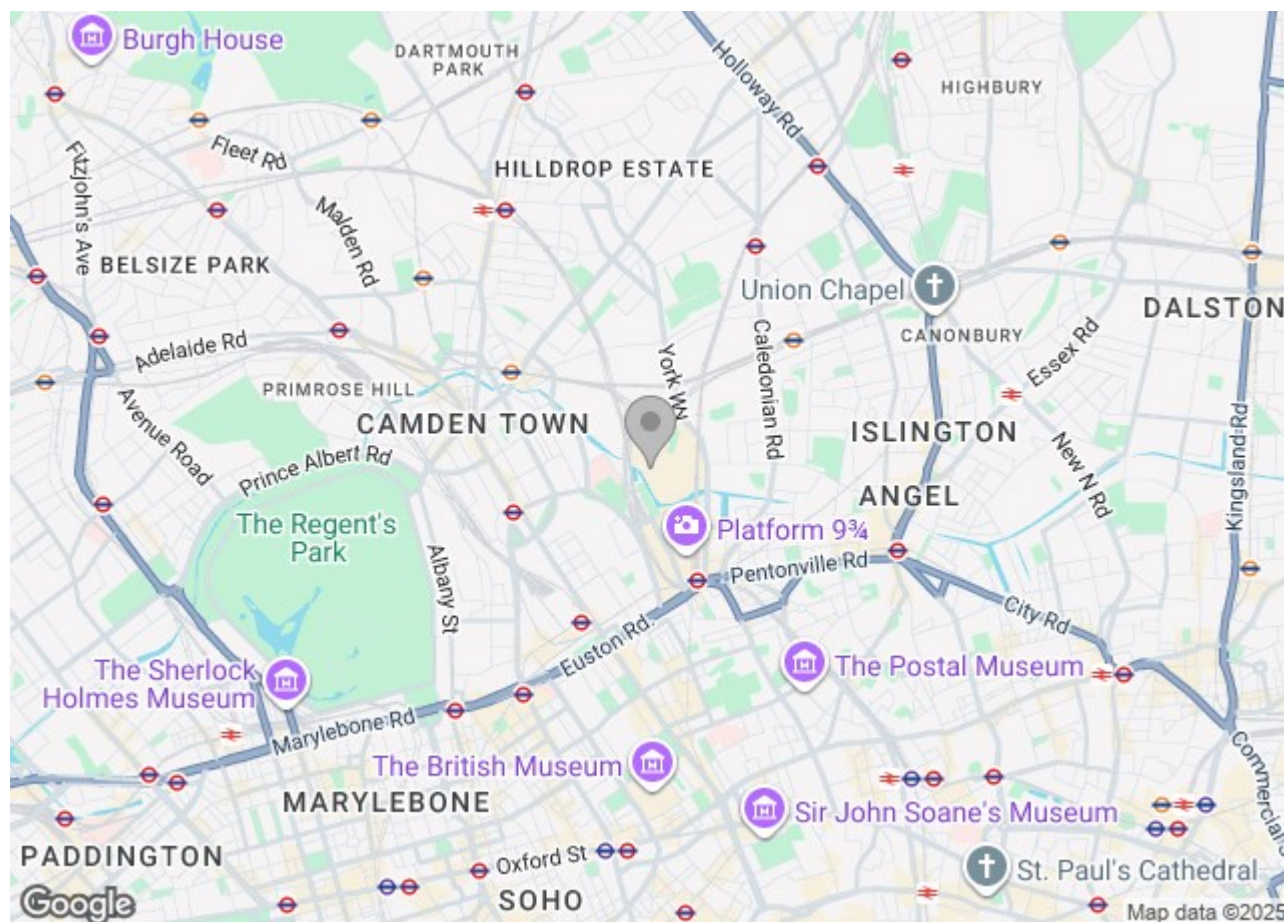 Burgh House
DARTMOUTH
PARK
Holloway Rd
HIGHBURY
Fitzjohn's Ave
Fleet Rd
HILLDROP ESTATE
Malden Rd
BELSIZE PARK
Union Chapel
DALSTON
Adelaide Rd
York Wy
Caledonian Rd
CANONBURY
Essex Rd
PRIMROSE HILL
Avenue Road
CAMDEN TOWN
ISLINGTON
New N Rd
Kingsland Rd
Prince Albert Rd
ANGEL
The Regent's
Park
Albany St
Platform 9¾
Pentonville Rd
City Rd
Euston Rd
The Sherlock
Holmes Museum
The Postal Museum
Marylebone Rd
The British Museum
Commercial S
MARYLEBONE
Sir John Soane's Museum
PADDINGTON
Oxford St
St. Paul's Cathedral
SOHO
Google
Map data ©2025